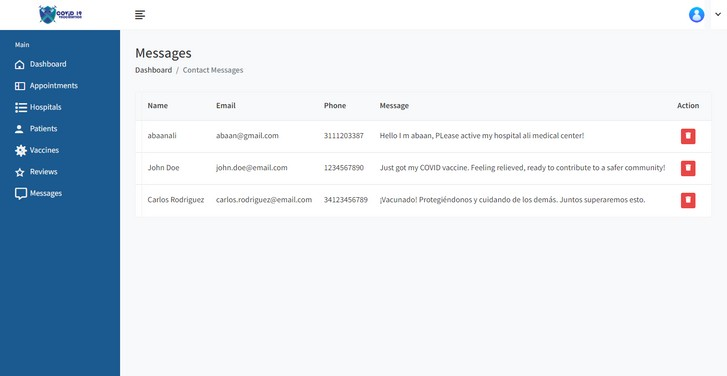 COVID 19
Main
Dashboard
Appointments
Hospitals
Patients
Vaccines
Reviews
Messages
Messages
Dashboard / Contact Messages
Name Email Phone Message Action
abaanali abaan@gmail.com 3111203387 Hello I m abaan, PLease active my hospital ali medical center!
John Doe john.doe@email.com 1234567890 Just got my COVID vaccine. Feeling relieved, ready to contribute to a safer community!
Carlos Rodriguez carlos.rodriguez@email.com 34123456789 ¡Vacunado! Protegiéndonos y cuidando de los demás. Juntos superaremos esto.